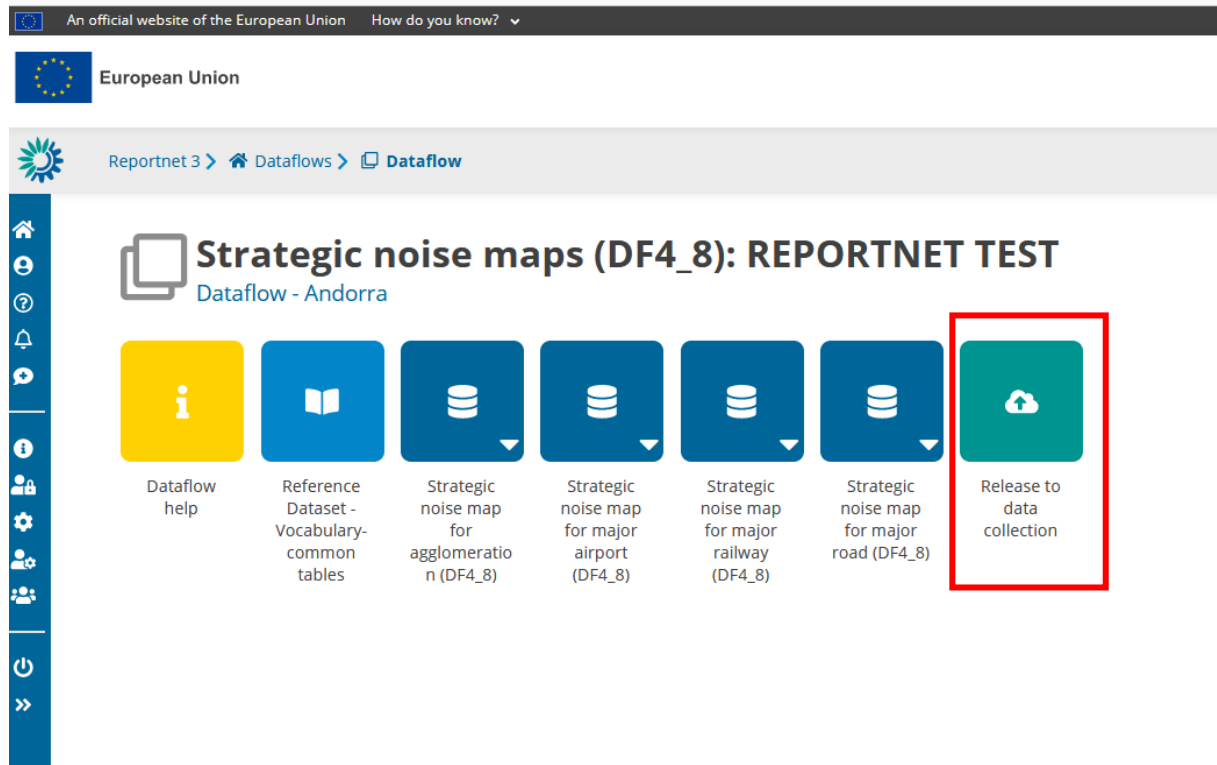 An official website of the European Union How do you know?
European Union
Reportnet 3 Dataflows Dataflow
Strategic noise maps (DF4_8): REPORTNET TEST
Dataflow - Andorra
Dataflow
help
Reference
Dataset -
Vocabulary-
common
tables
Strategic
noise map
for
agglomeratio
n (DF4_8)
Strategic
noise map
for major
airport
(DF4_8)
Strategic
noise map
for major
railway
(DF4_8)
Strategic
noise map
for major
road (DF4_8)
Release to
data
collection